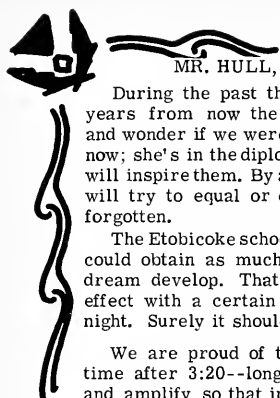 MR. HULL,
During the past th
years from now the
and wonder if we were
now; she's in the diplo
will inspire them. By a
will try to equal or
forgotten.
The Etobicoke schoo
could obtain as much
dream develop. That
effect with a certain
night. Surely it shoul
We are proud of t
time after 3:20--long
and amplify, so that i